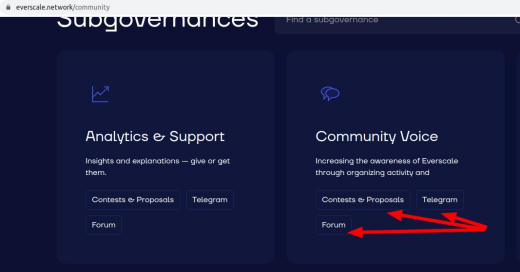 everscale.network/community
Subgovernances
Find a subgovernance
Analytics & Support
Insights and explanations — give or get
them.
Contests & Proposals
Telegram
Forum
Community Voice
Increasing the awareness of Everscale
through organizing activity and
Contests & Proposals
Telegram
Forum